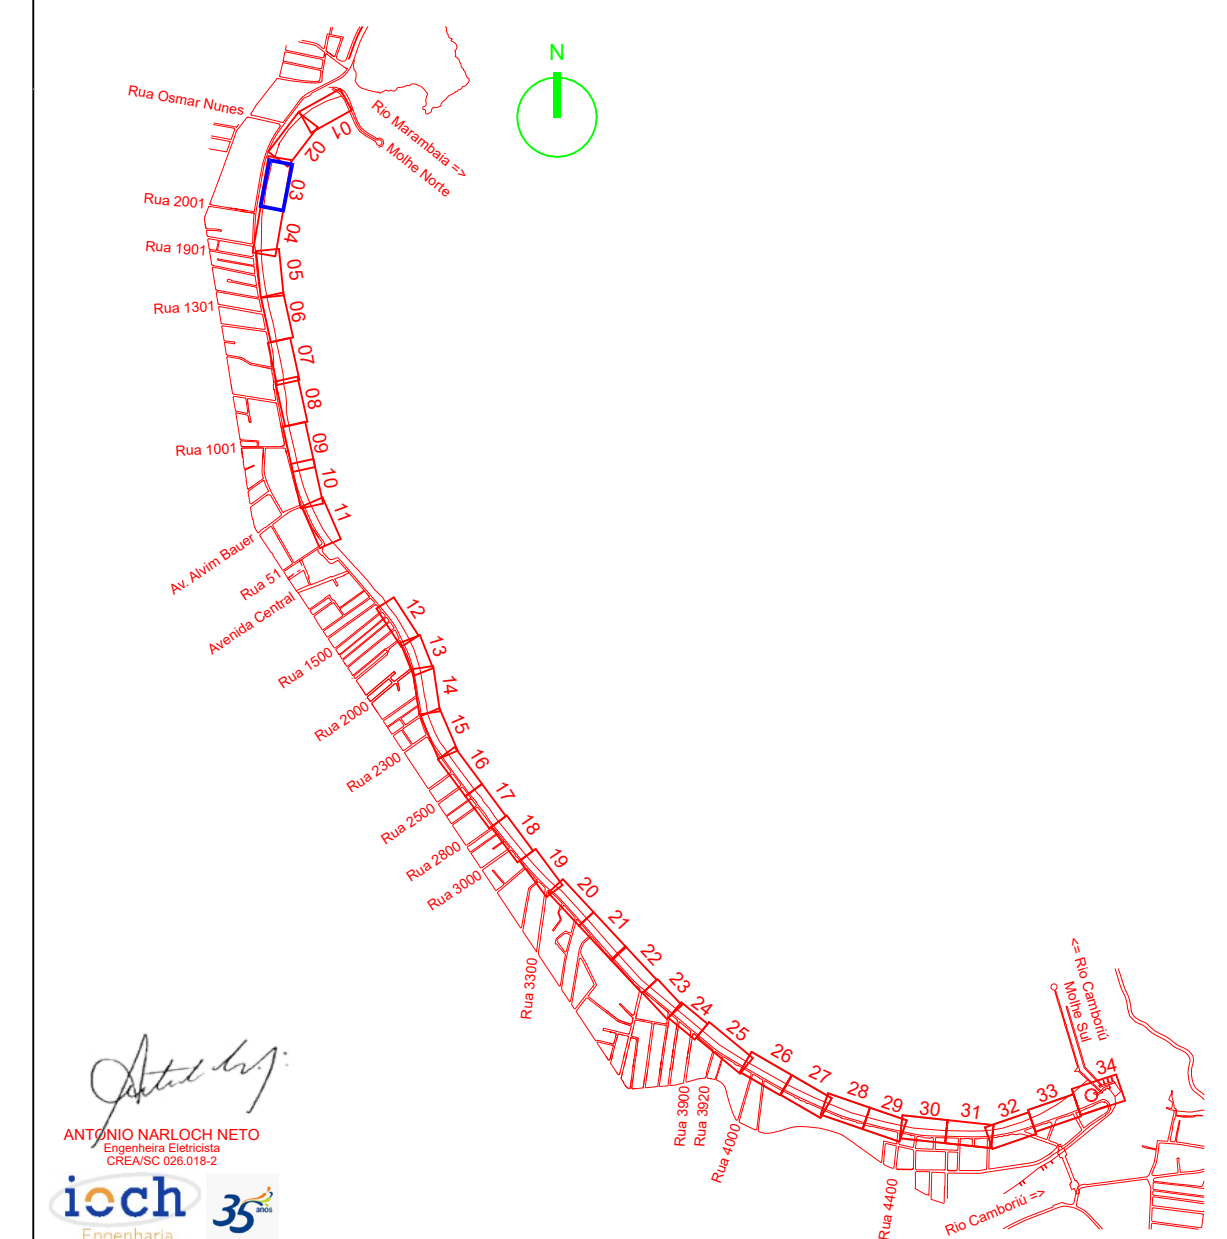 N
Rua Osmar Nunes
Rio Marambaia =>
Molhe Norte
01
02
03
Rua 2001
04
Rua 1901
05
Rua 1301
06
07
08
Rua 1001
09
10
11
Av. Alvim Bauer
Rua 51
Avenida Central
12
Rua 1500
13
14
Rua 2000
15
Rua 2300
16
17
Rua 2500
18
Rua 2800
19
Rua 3000
20
21
22
Rua 3300
23
24
25
26
27
28
29
30
31
32
33
34
<= Rio Camboriú
Molhe Sul
Rua 3900
Rua 3920
Rua 4000
Rua 4400
Rio Camboriú =>
ANTONIO NARLOCH NETO
Engenheira Eletricista
CREA/SC 026.018-2
ioch
Engenharia
35
anos